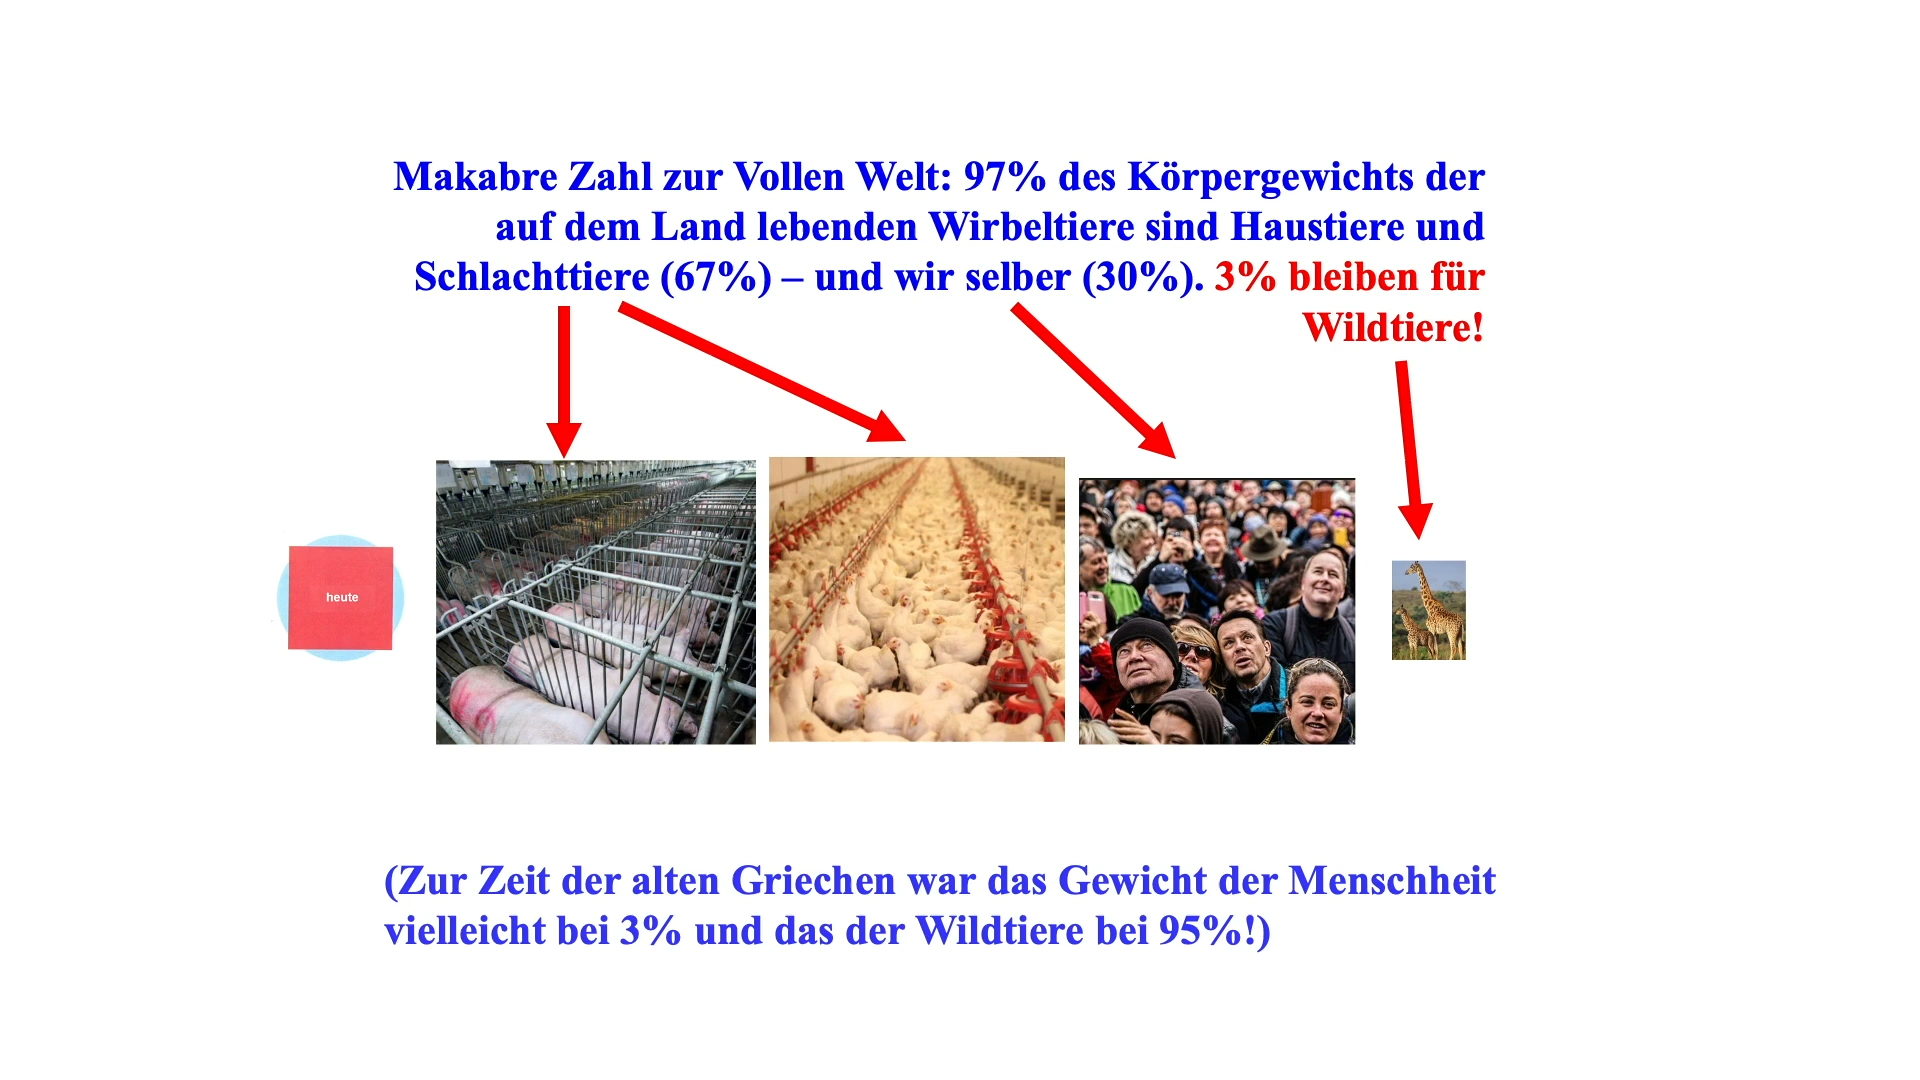 Makabre Zahl zur Vollen Welt: 97% des Körpergewichts der
auf dem Land lebenden Wirbeltiere sind Haustiere und
Schlachttiere (67%) – und wir selber (30%). 3% bleiben für
Wildtiere!
heute
(Zur Zeit der alten Griechen war das Gewicht der Menschheit
vielleicht bei 3% und das der Wildtiere bei 95%!)